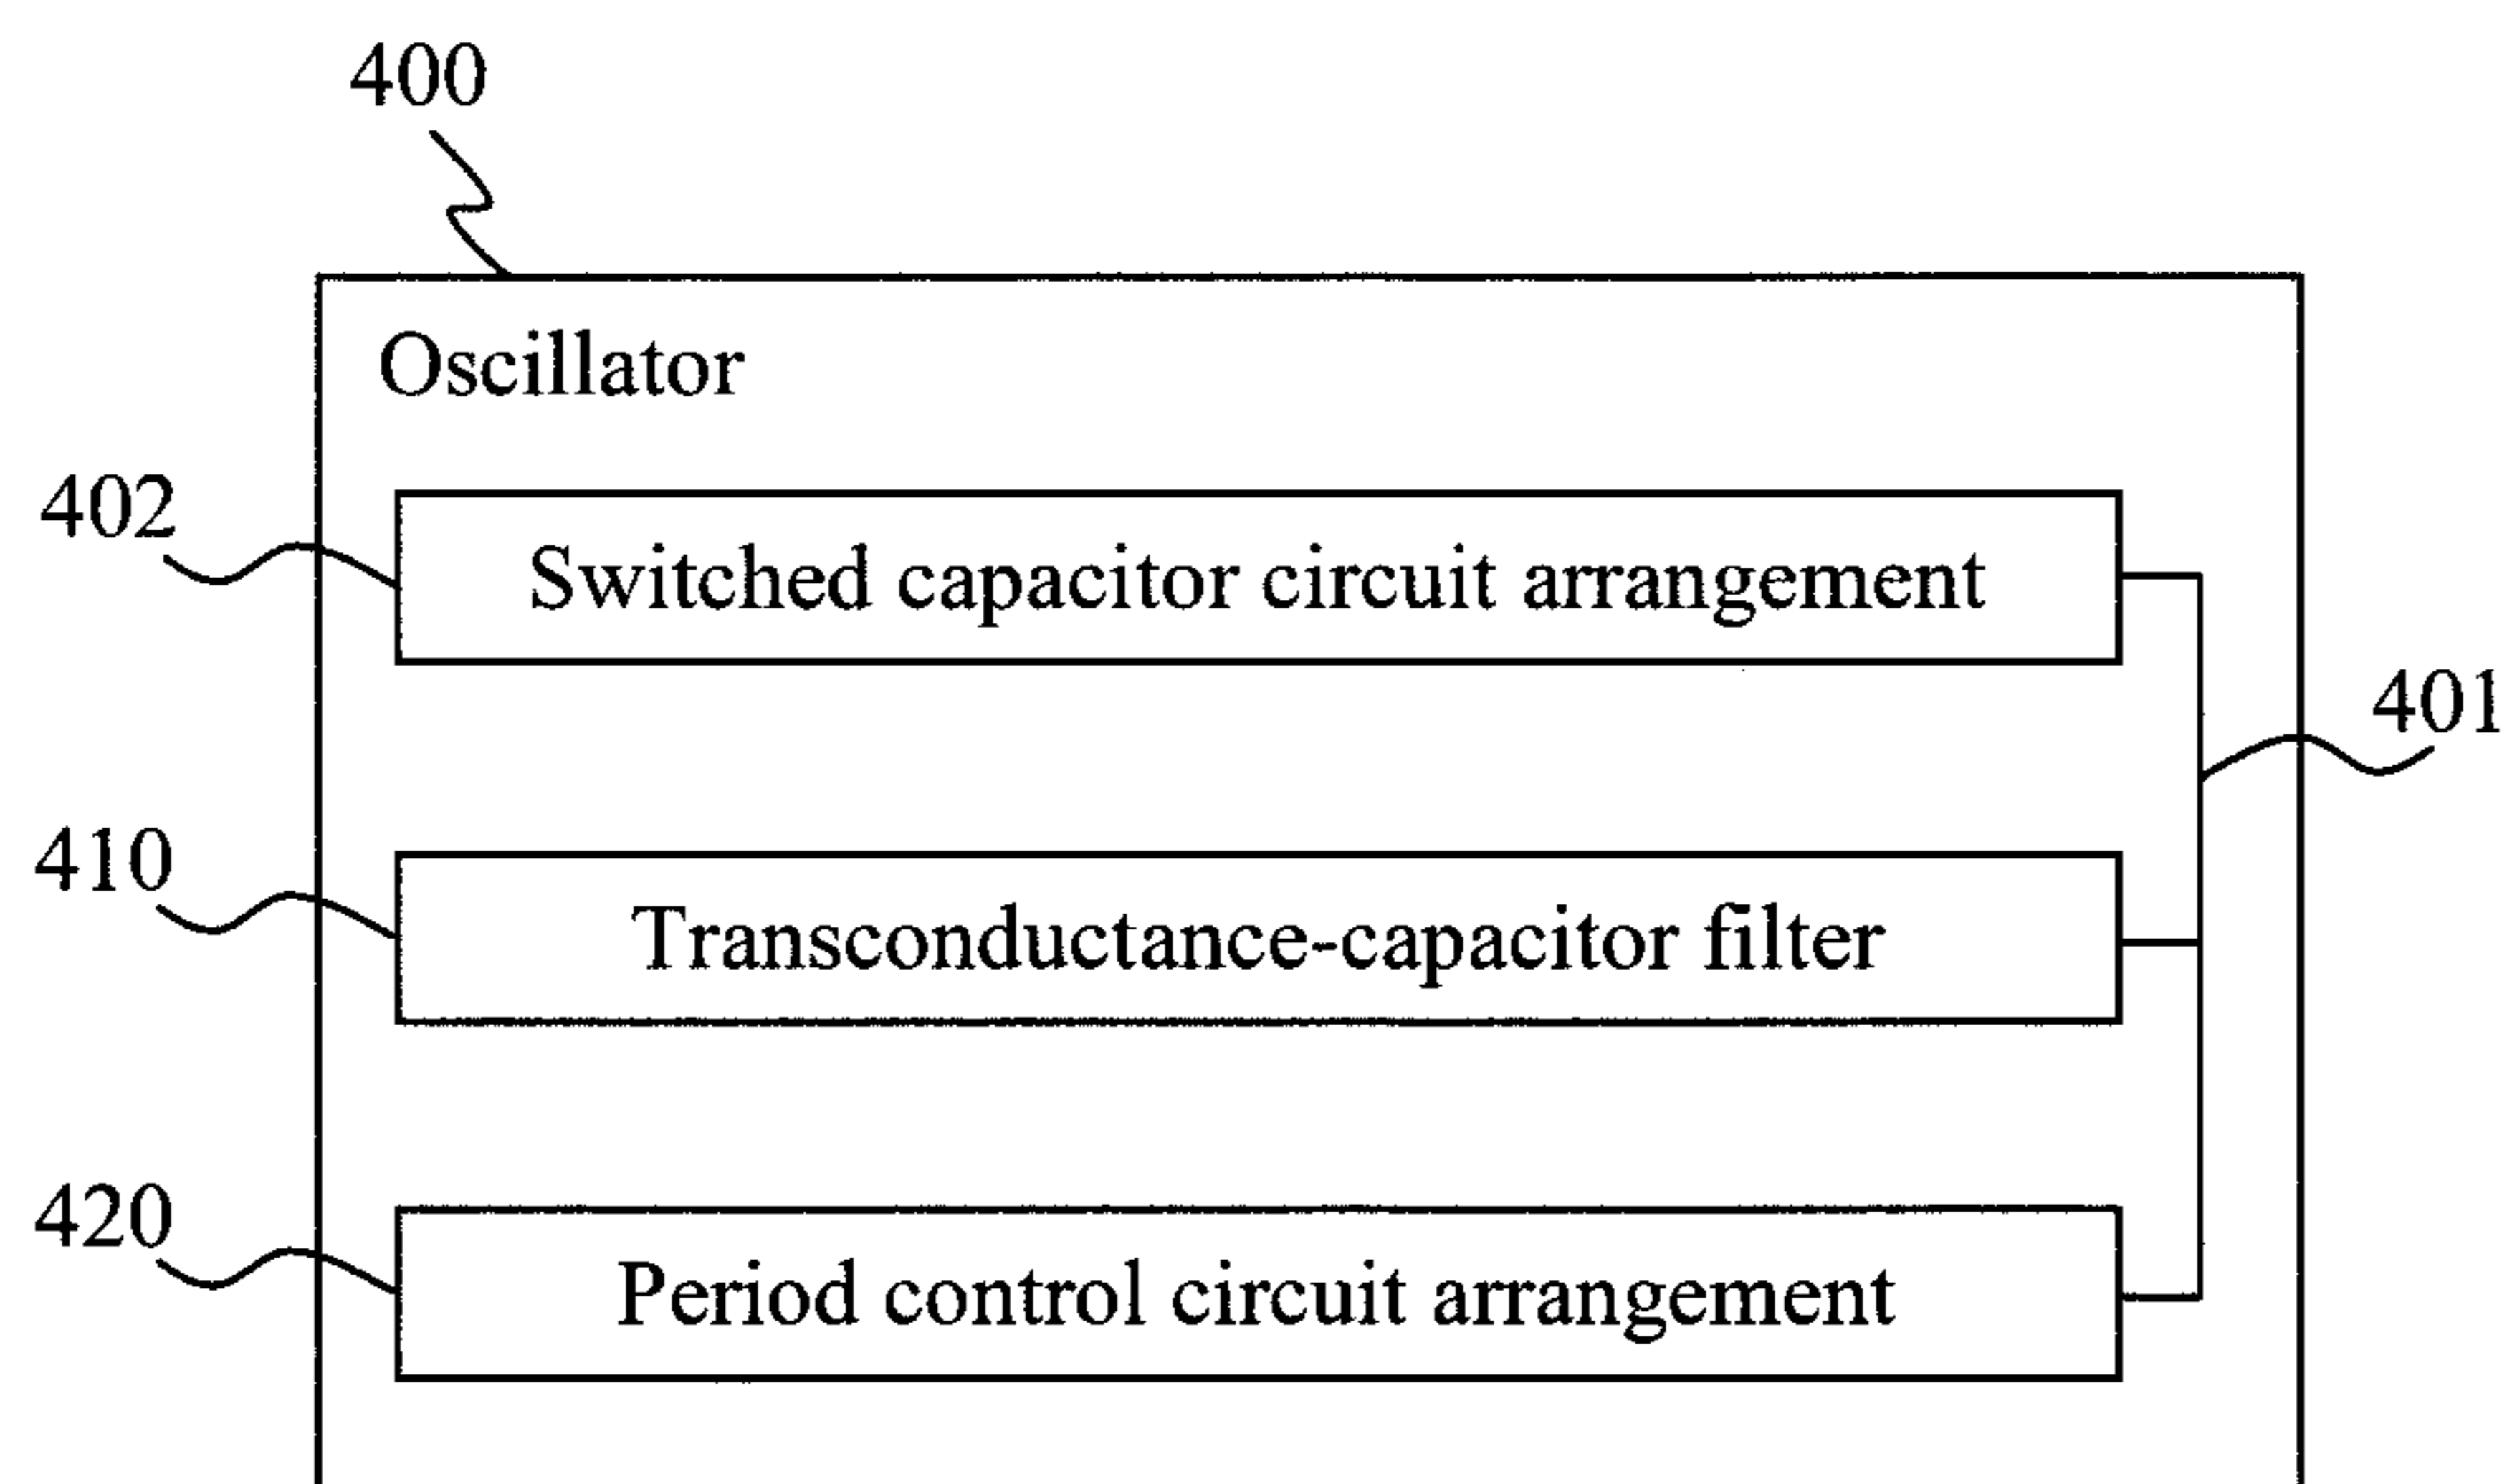 400
Oscillator
402
Switched capacitor circuit arrangement
401
410
Transconductance-capacitor filter
420
Period control circuit arrangement